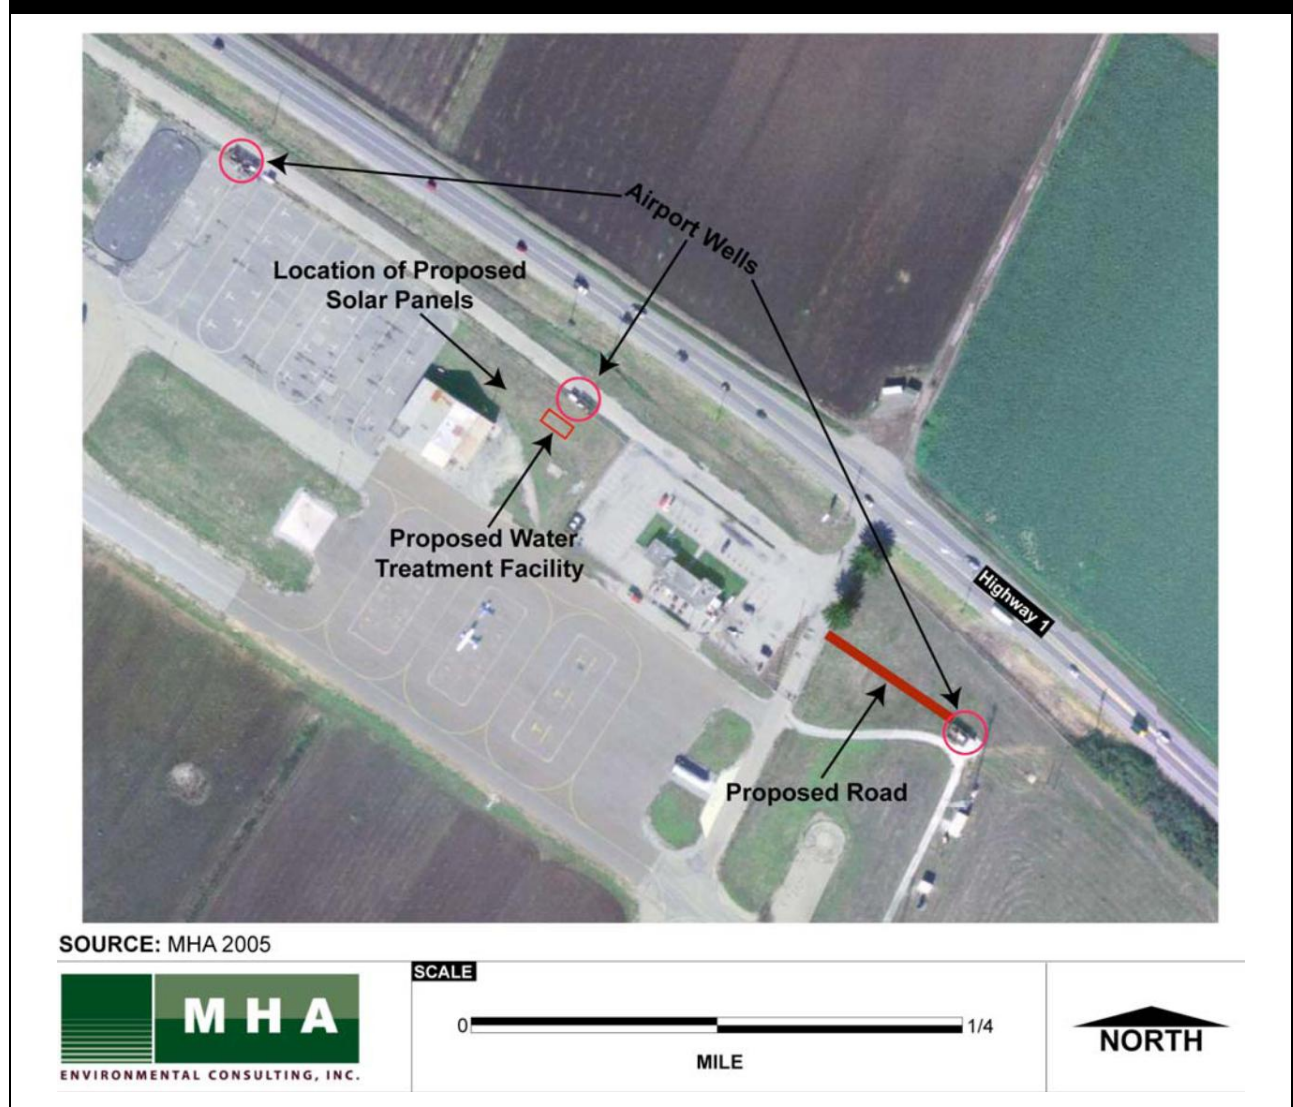 Airport Wells
Location of Proposed
Solar Panels
Proposed Water
Treatment Facility
Highway 1
Proposed Road
SOURCE: MHA 2005
MHA
ENVIRONMENTAL CONSULTING, INC.
SCALE
0
1/4
MILE
NORTH